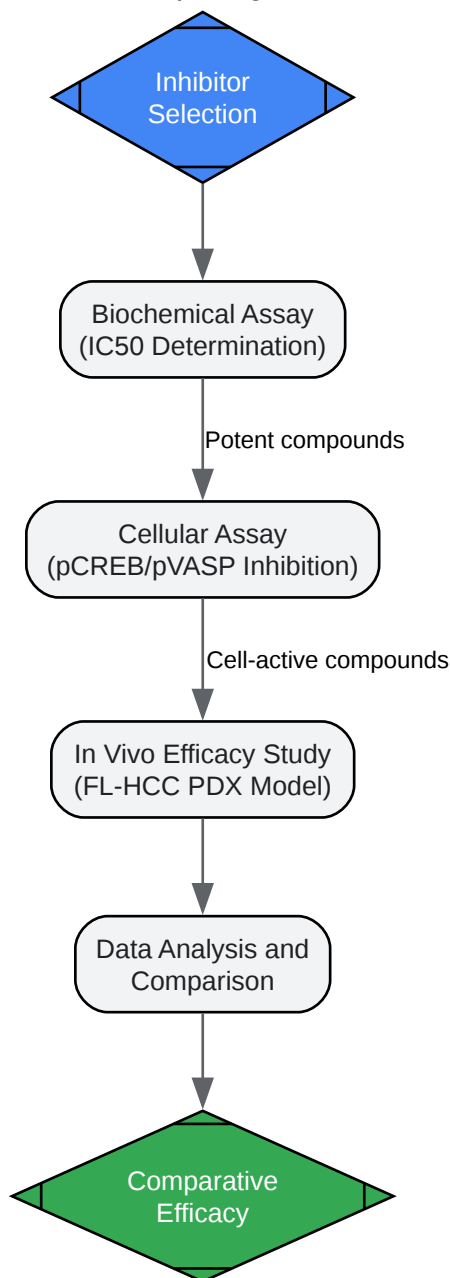 Inhibitor
Selection
Biochemical Assay
(IC50 Determination)
Potent compounds
Cellular Assay
(pCREB/pVASP Inhibition)
Cell-active compounds
In Vivo Efficacy Study
(FL-HCC PDX Model)
Data Analysis and
Comparison
Comparative
Efficacy